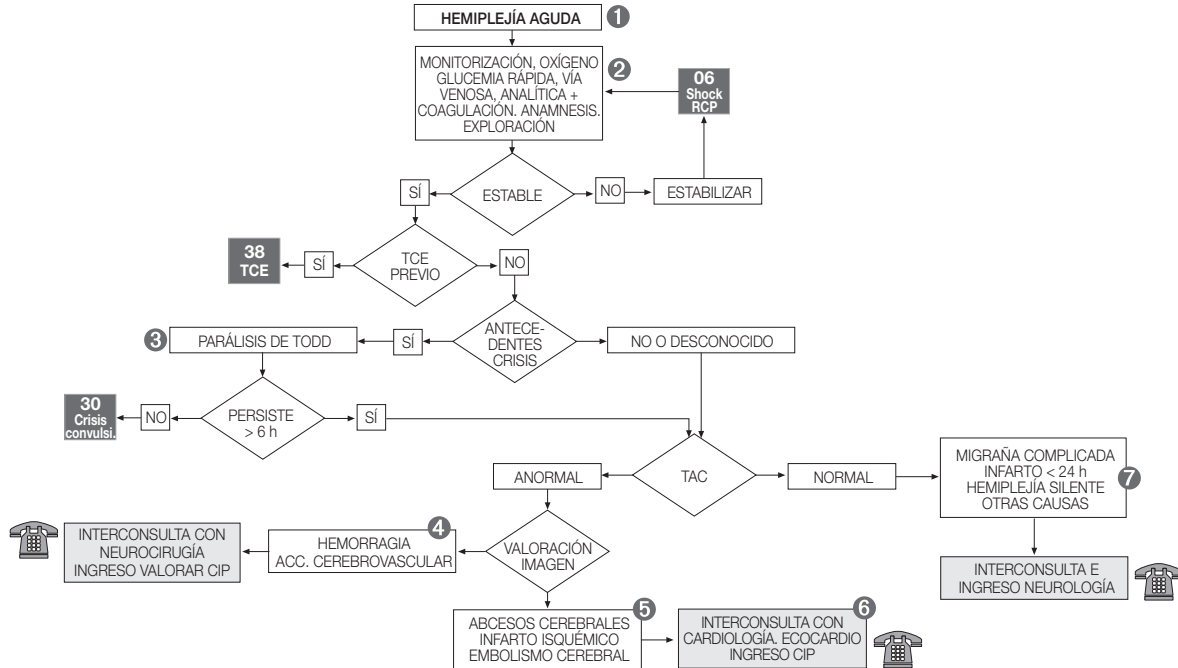 HEMIPLEJÍA AGUDA
1
MONITORIZACIÓN, OXÍGENO
GLUCEMIA RÁPIDA, VÍA
VENOSA, ANALÍTICA +
COAGULACIÓN. ANAMNESIS.
EXPLORACIÓN
2
06
Shock
RCP
SÍ
ESTABLE
NO
ESTABILIZAR
38
TCE
SÍ
TCE
PREVIO
NO
3
PARÁLISIS DE TODD
SÍ
ANTECE-
DENTES
CRISIS
NO O DESCONOCIDO
30
Crisis
convulsi.
NO
PERSISTE
> 6 h
SÍ
ANORMAL
TAC
NORMAL
MIGRAÑA COMPLICADA
INFARTO < 24 h
HEMIPLEJÍA SILENTE
OTRAS CAUSAS
7
INTERCONSULTA CON
NEUROCIRUGÍA
INGRESO VALORAR CIP
HEMORRAGIA
ACC. CEREBROVASCULAR
4
VALORACIÓN
IMAGEN
INTERCONSULTA E
INGRESO NEUROLOGÍA
ABCESOS CEREBRALES
INFARTO ISQUÉMICO
EMBOLISMO CEREBRAL
5
INTERCONSULTA CON
CARDIOLOGÍA. ECOCARDIO
INGRESO CIP
6